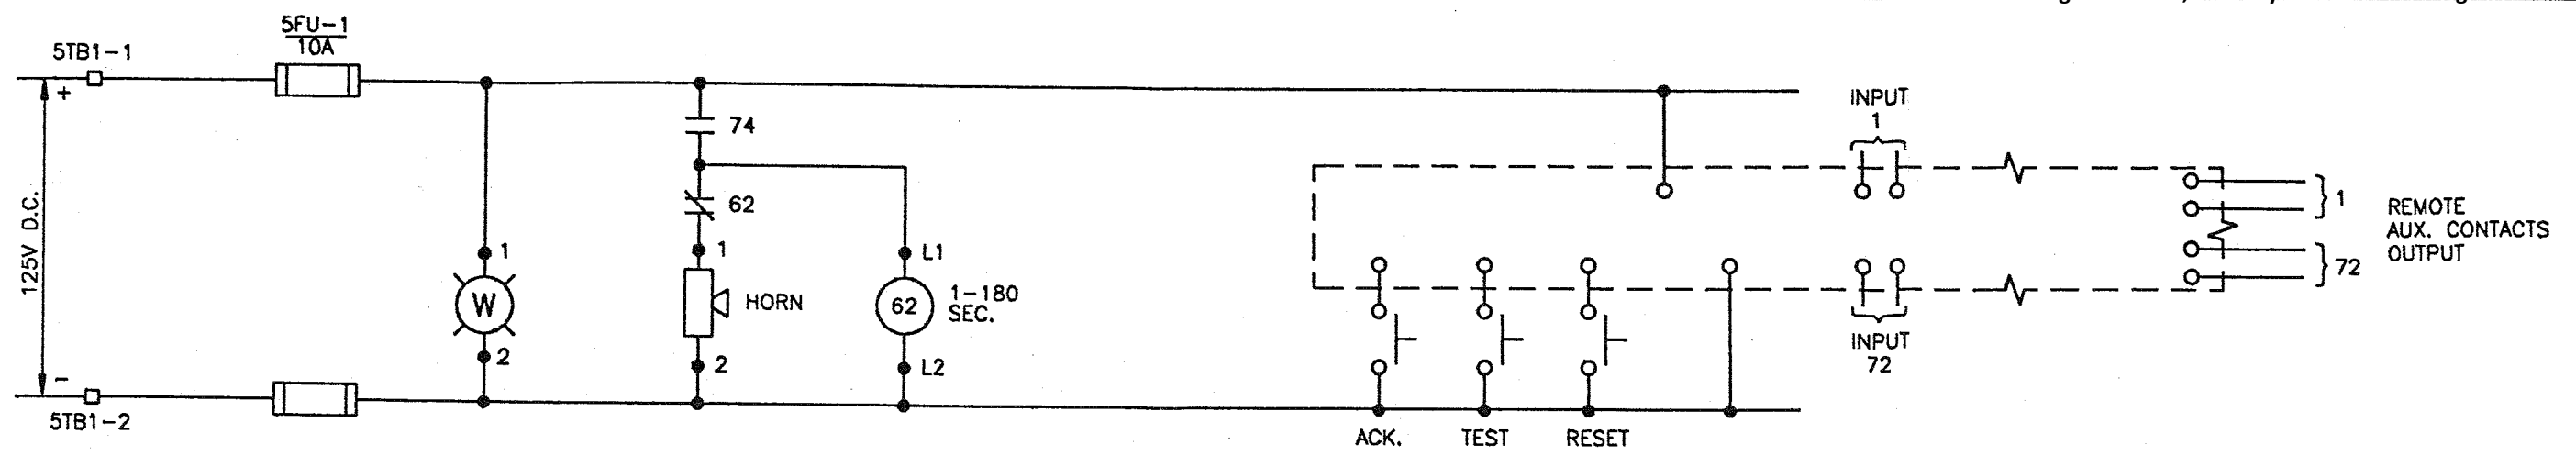 5FU-1
10A
5TB1-1
+
125V D.C.
-
5TB1-2
W
1
2
74
62
1
HORN
2
L1
62
1-180
SEC.
L2
ACK.
TEST
RESET
INPUT
1
INPUT
72
1
72
REMOTE
AUX. CONTACTS
OUTPUT